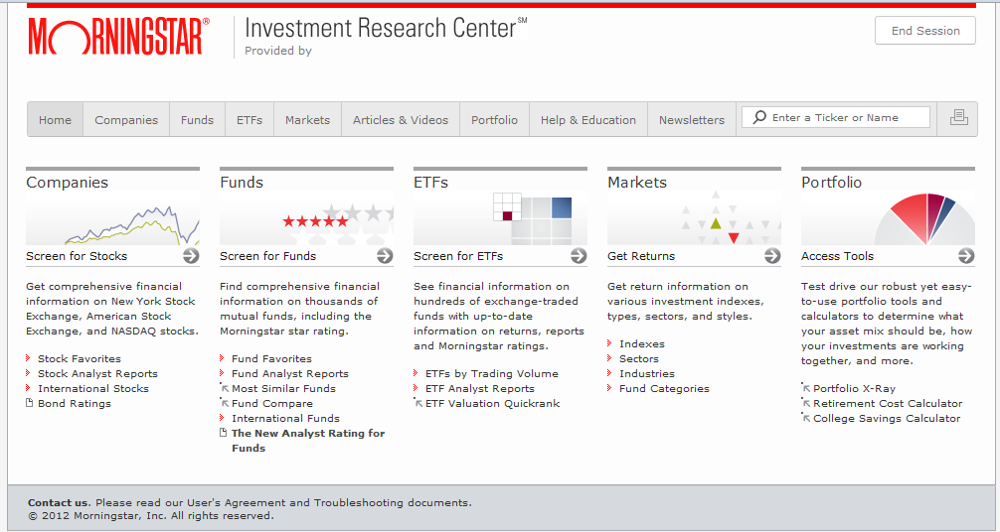 MORNINGSTAR®
Investment Research Center℠
Provided by
End Session
Home
Companies
Funds
ETFs
Markets
Articles & Videos
Portfolio
Help & Education
Newsletters
Enter a Ticker or Name
Companies
Screen for Stocks
Get comprehensive financial
information on New York Stock
Exchange, American Stock
Exchange, and NASDAQ stocks.
Stock Favorites
Stock Analyst Reports
International Stocks
Bond Ratings
Funds
Screen for Funds
Find comprehensive financial
information on thousands of
mutual funds, including the
Morningstar star rating.
Fund Favorites
Fund Analyst Reports
Most Similar Funds
Fund Compare
International Funds
The New Analyst Rating for
Funds
ETFs
Screen for ETFs
See financial information on
hundreds of exchange-traded
funds with up-to-date
information on returns, reports
and Morningstar ratings.
ETFs by Trading Volume
ETF Analyst Reports
ETF Valuation Quickrank
Markets
Get Returns
Get return information on
various investment indexes,
types, sectors, and styles.
Indexes
Sectors
Industries
Fund Categories
Portfolio
Access Tools
Test drive our robust yet easy-
to-use portfolio tools and
calculators to determine what
your asset mix should be, how
your investments are working
together, and more.
Portfolio X-Ray
Retirement Cost Calculator
College Savings Calculator
Contact us. Please read our User's Agreement and Troubleshooting documents.
© 2012 Morningstar, Inc. All rights reserved.